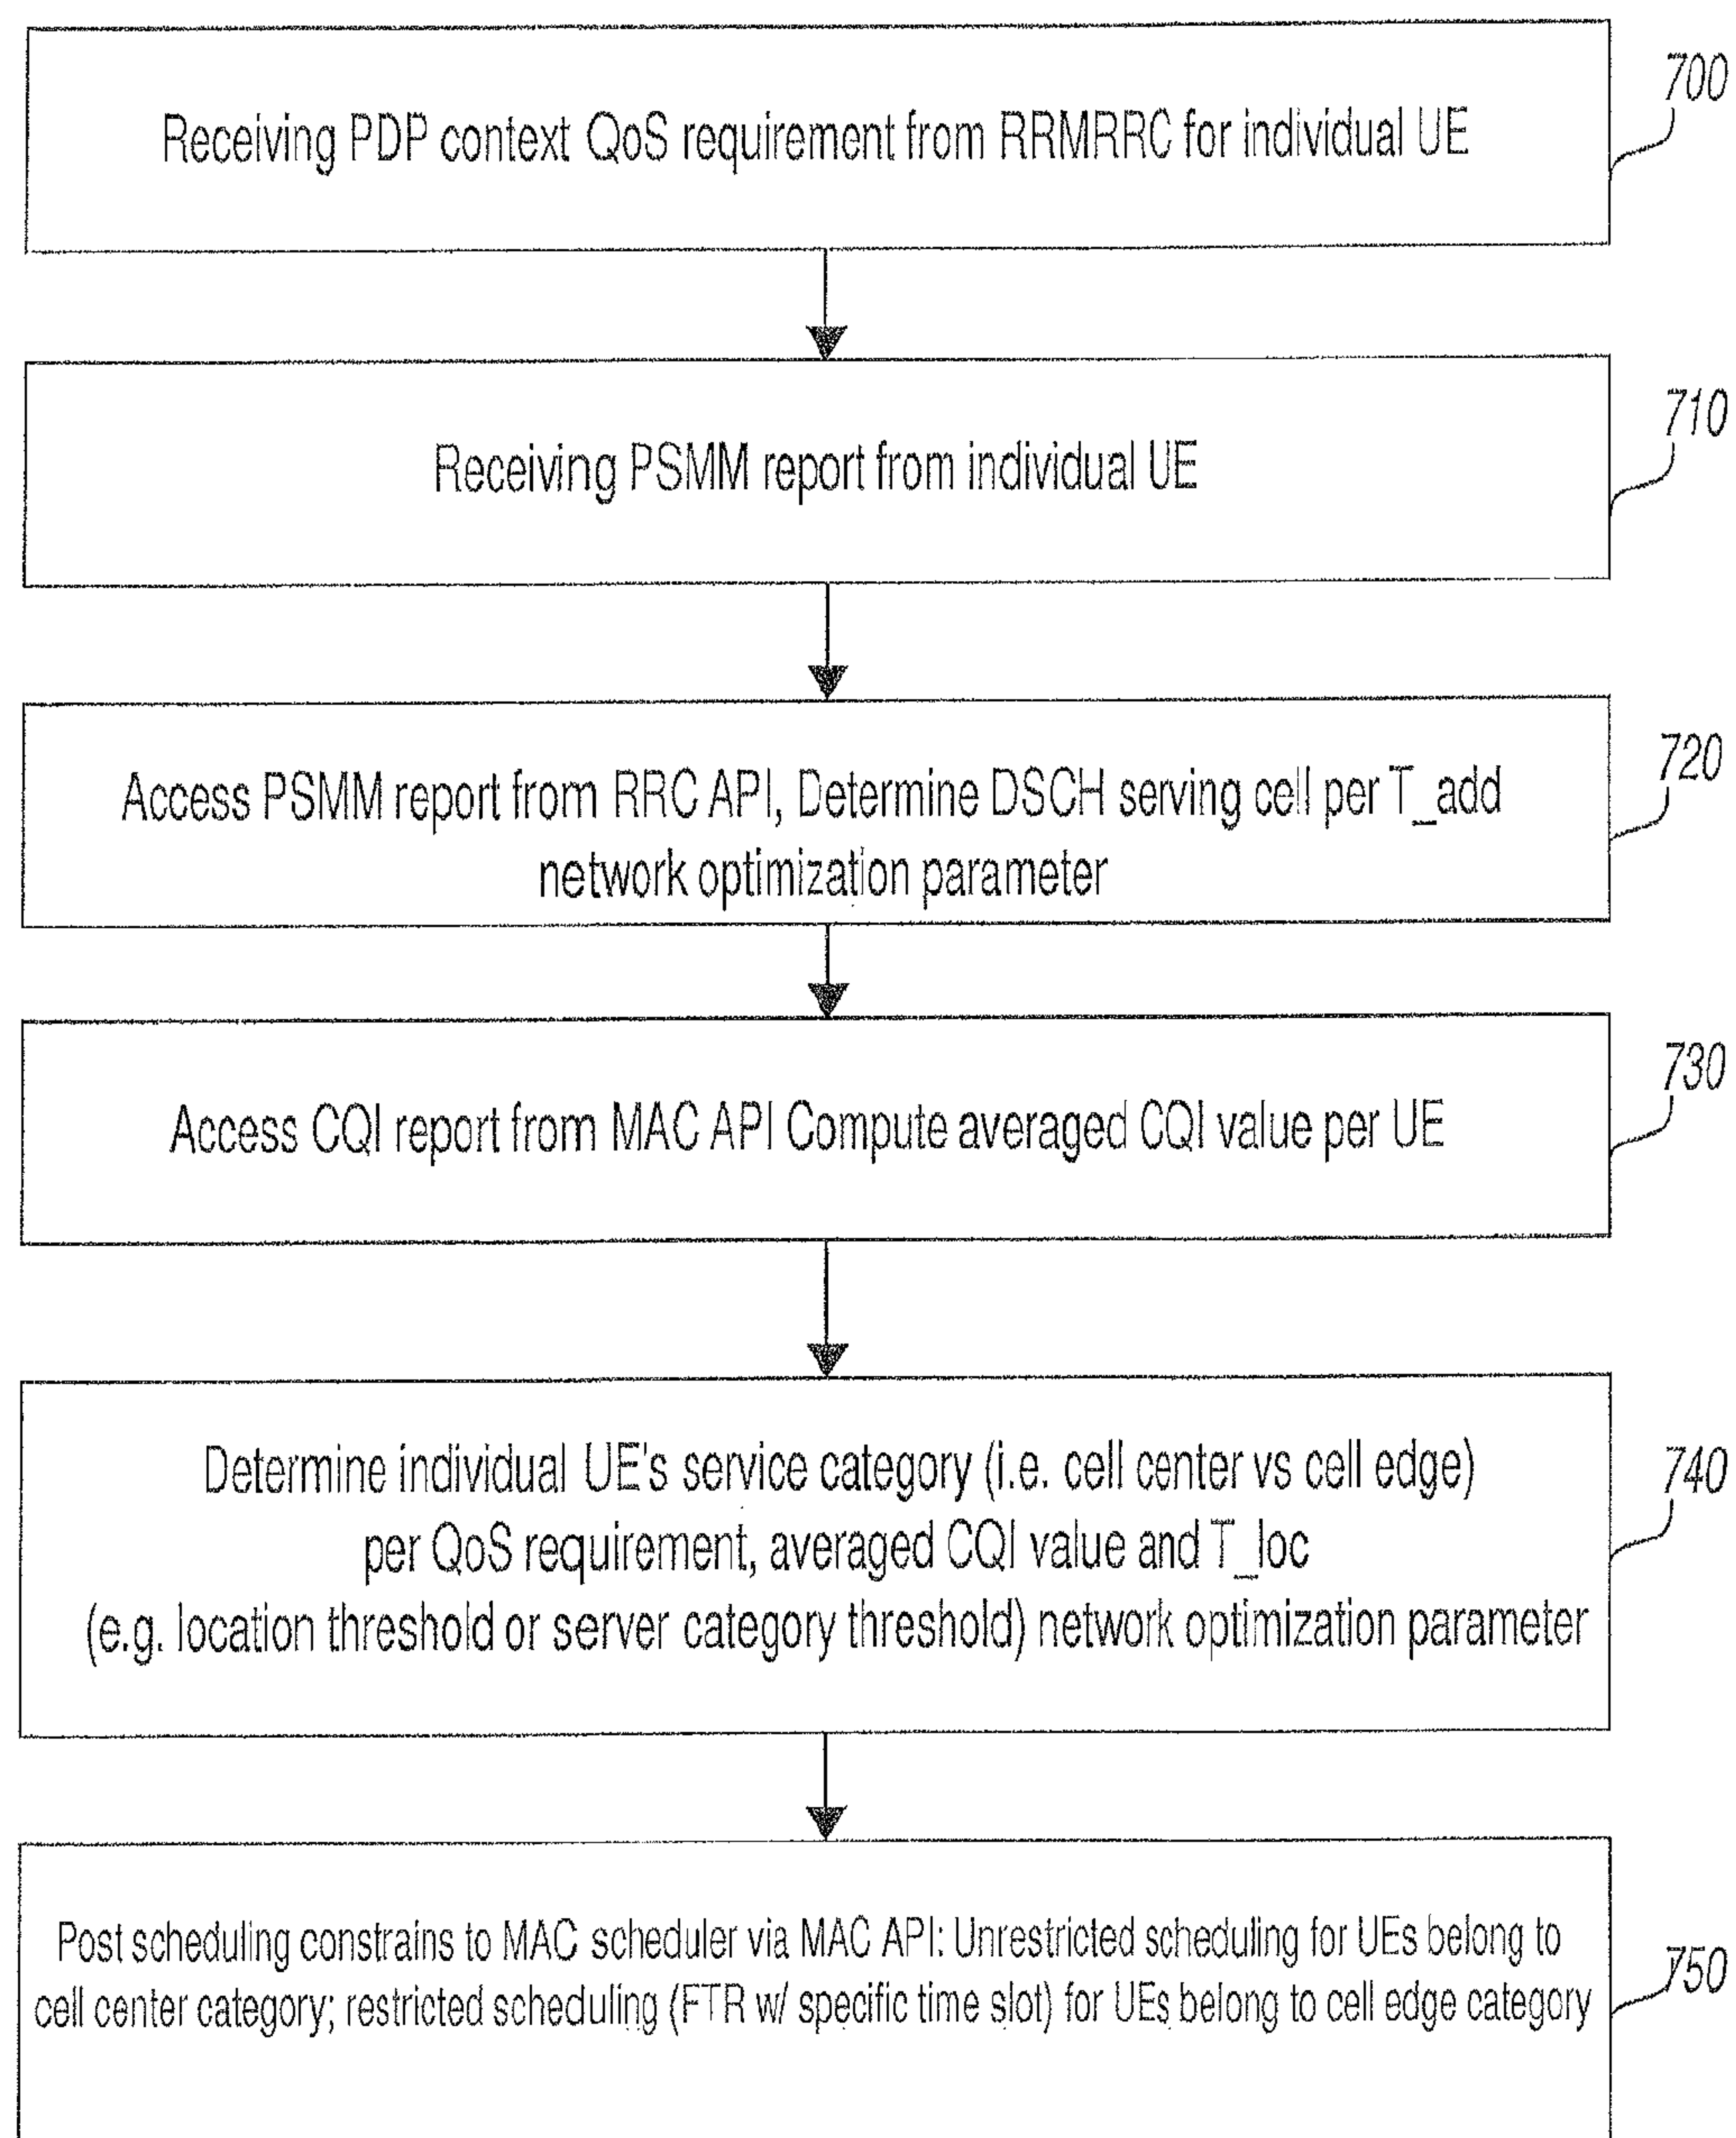 Receiving PDP context QoS requirement from RRMRRC for individual UE
700
Receiving PSMM report from individual UE
710
Access PSMM report from RRC API, Determine DSCH serving cell per T_add
network optimization parameter
720
Access CQI report from MAC API Compute averaged CQI value per UE
730
Determine individual UE's service category (i.e. cell center vs cell edge)
per QoS requirement, averaged CQI value and T_loc
(e.g. location threshold or server category threshold) network optimization parameter
740
Post scheduling constrains to MAC scheduler via MAC API: Unrestricted scheduling for UEs belong to
cell center category; restricted scheduling (FTR w/ specific time slot) for UEs belong to cell edge category
750